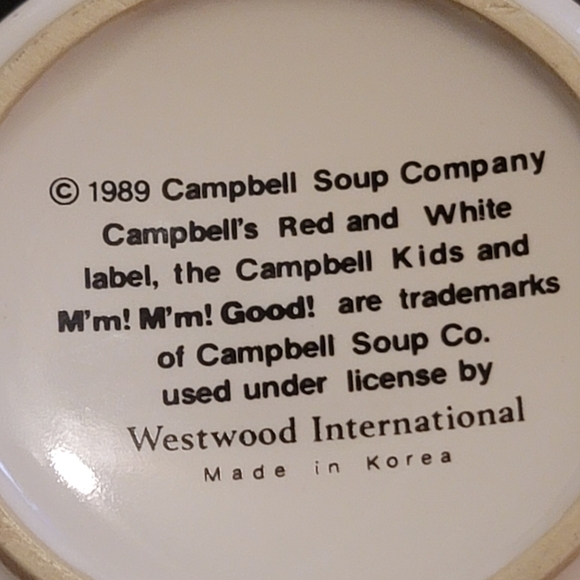 © 1989 Campbell Soup Company
Campbell's Red and White
label, the Campbell Kids and
M'm! M'm! Good! are trademarks
of Campbell Soup Co.
used under license by
Westwood International
Made in Korea